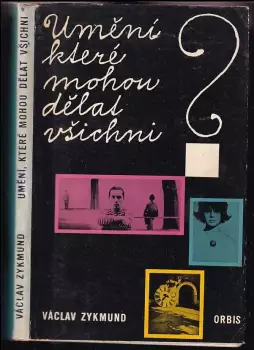 VÁCLAV ZYKMUND UMĚNÍ, KTERÉ MOHOU DĚLAT VŠICHNI
Umění
které
mohou
dělat
všichni
?
VÁCLAV ZYKMUND
ORBIS